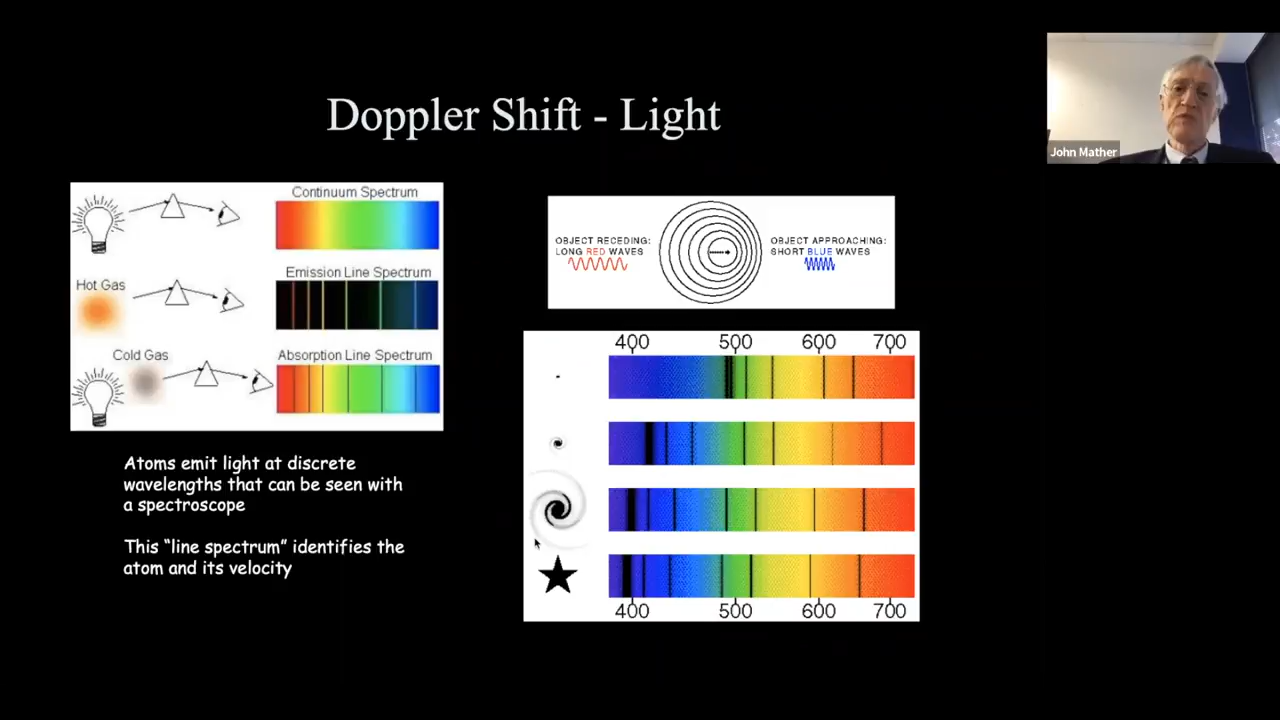 Doppler Shift - Light
John Mather
Continuum Spectrum
Emission Line Spectrum
Hot Gas
Cold Gas
Absorption Line Spectrum
Atoms emit light at discrete
wavelengths that can be seen with
a spectroscope
This “line spectrum” identifies the
atom and its velocity
OBJECT RECEDING:
LONG RED WAVES
OBJECT APPROACHING:
SHORT BLUE WAVES
400 500 600 700
400 500 600 700